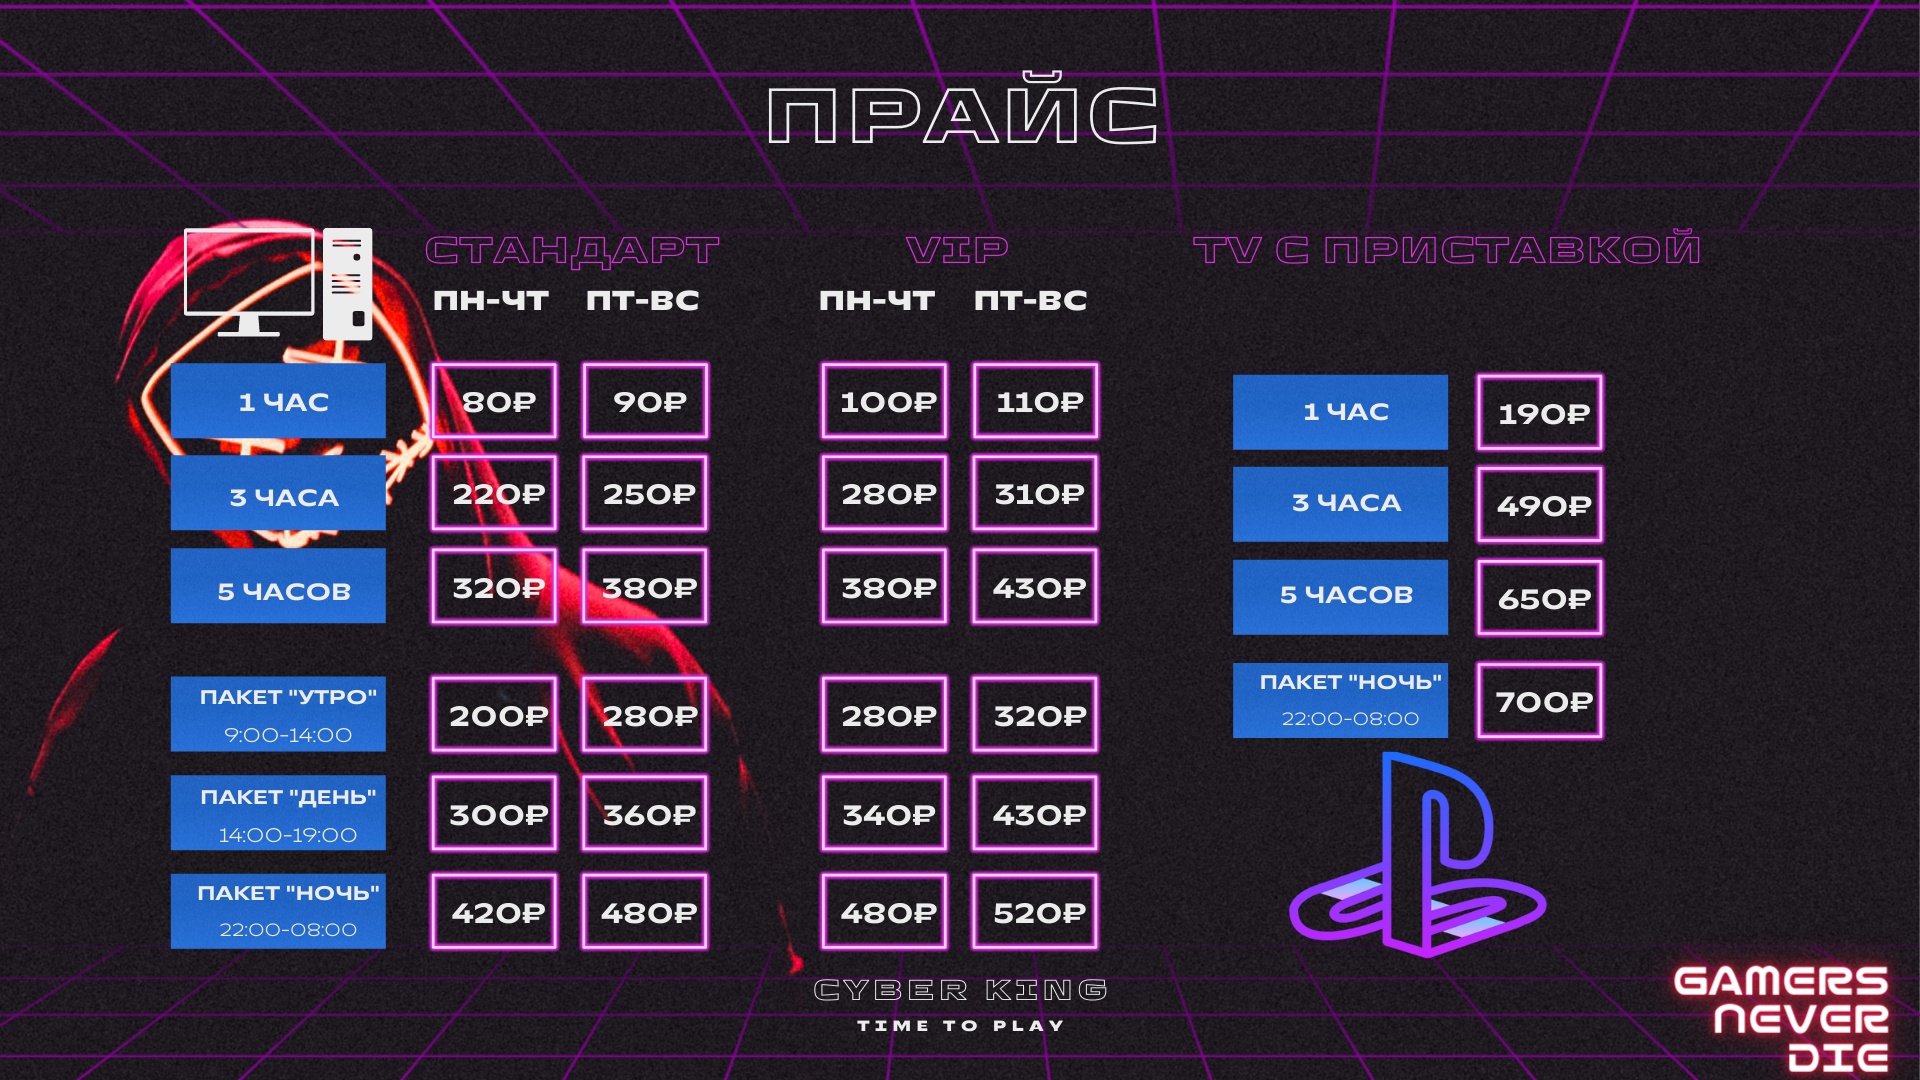 ПРАЙС
СТАНДАРТ VIP TV С ПРИСТАВКОЙ
ПН-ЧТ ПТ-ВС ПН-ЧТ ПТ-ВС
1 ЧАС 80₽ 90₽ 100₽ 110₽ 1 ЧАС 190₽
3 ЧАСА 220₽ 250₽ 280₽ 310₽ 3 ЧАСА 490₽
5 ЧАСОВ 320₽ 380₽ 380₽ 430₽ 5 ЧАСОВ 650₽
ПАКЕТ "УТРО" 200₽ 280₽ 280₽ 320₽ ПАКЕТ "НОЧЬ" 700₽
9:00-14:00 22:00-08:00
ПАКЕТ "ДЕНЬ" 300₽ 360₽ 340₽ 430₽
14:00-19:00
ПАКЕТ "НОЧЬ" 420₽ 480₽ 480₽ 520₽
22:00-08:00
CYBER KING
TIME TO PLAY
GAMERS
NEVER
DIE